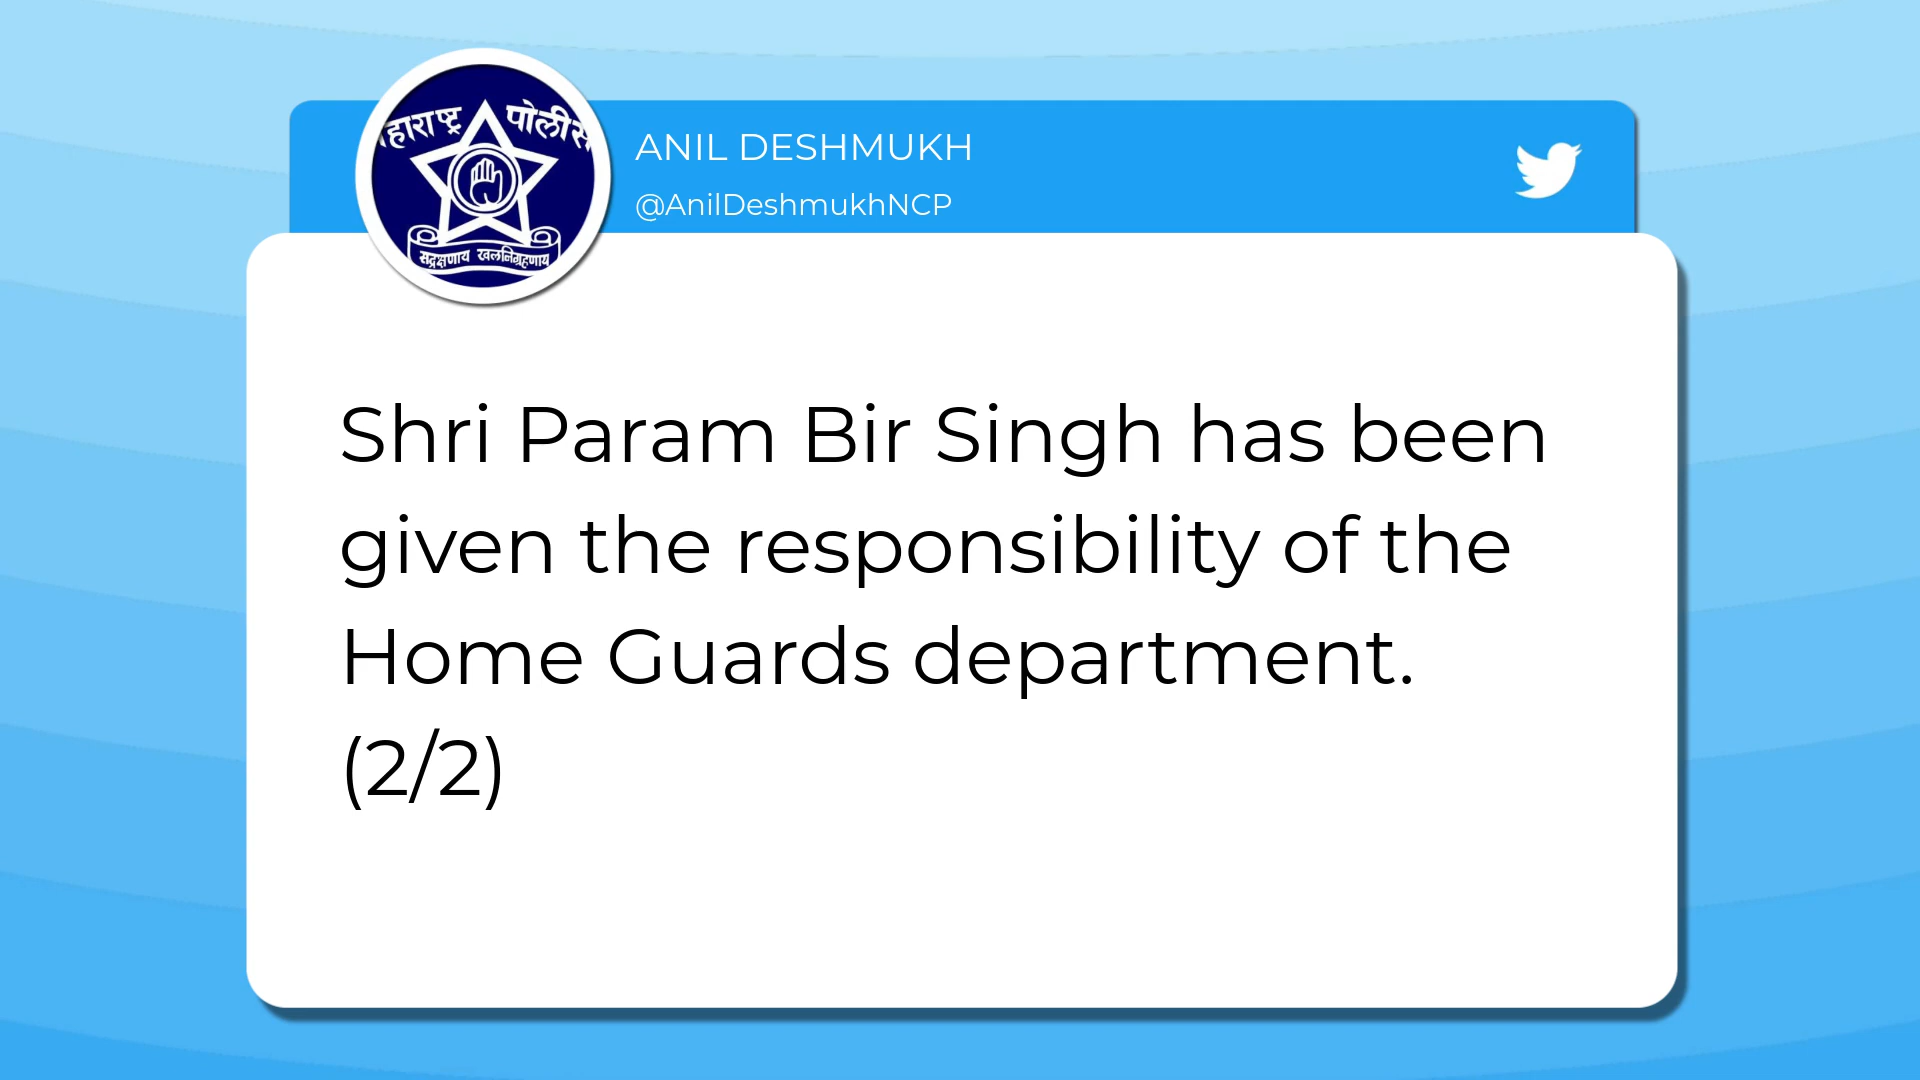 हाराष्ट्र पोलीस
सद्रक्षणाय खलनिग्रहणाय
ANIL DESHMUKH
@AnilDeshmukhNCP
Shri Param Bir Singh has been
given the responsibility of the
Home Guards department.
(2/2)